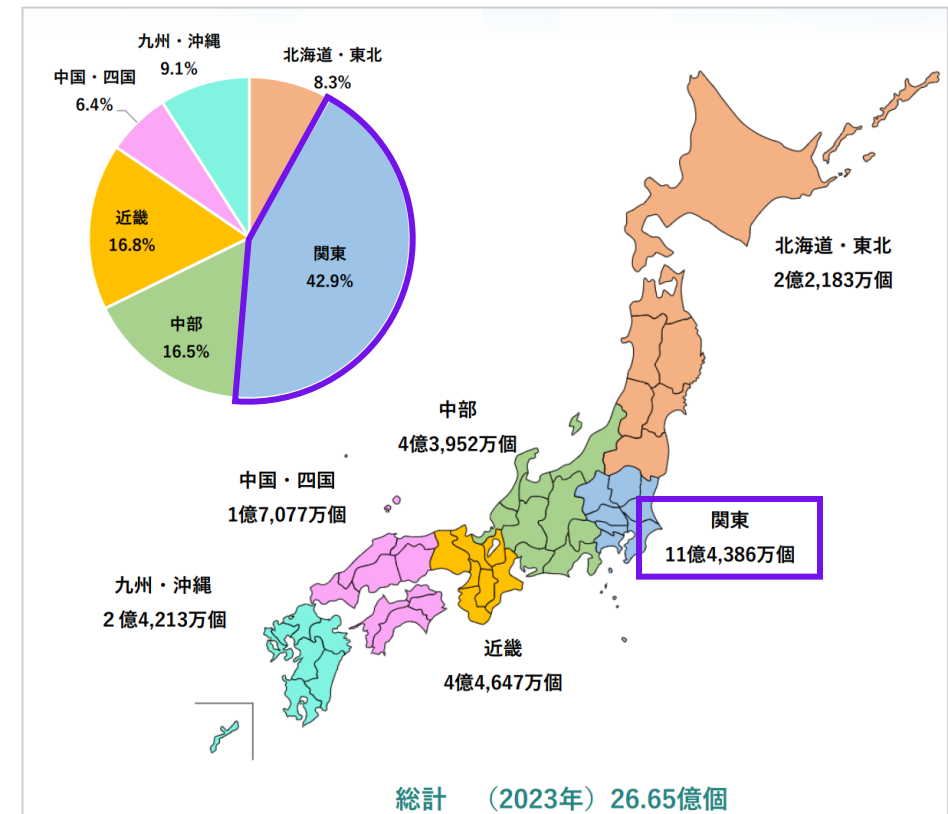 九州・沖縄
9.1%
北海道・東北
8.3%
中国・四国
6.4%
近畿
16.8%
関東
42.9%
中部
16.5%
北海道・東北
2億2,183万個
中部
4億3,952万個
中国・四国
1億7,077万個
関東
11億4,386万個
九州・沖縄
2億4,213万個
近畿
4億4,647万個
総計 （2023年）26.65億個